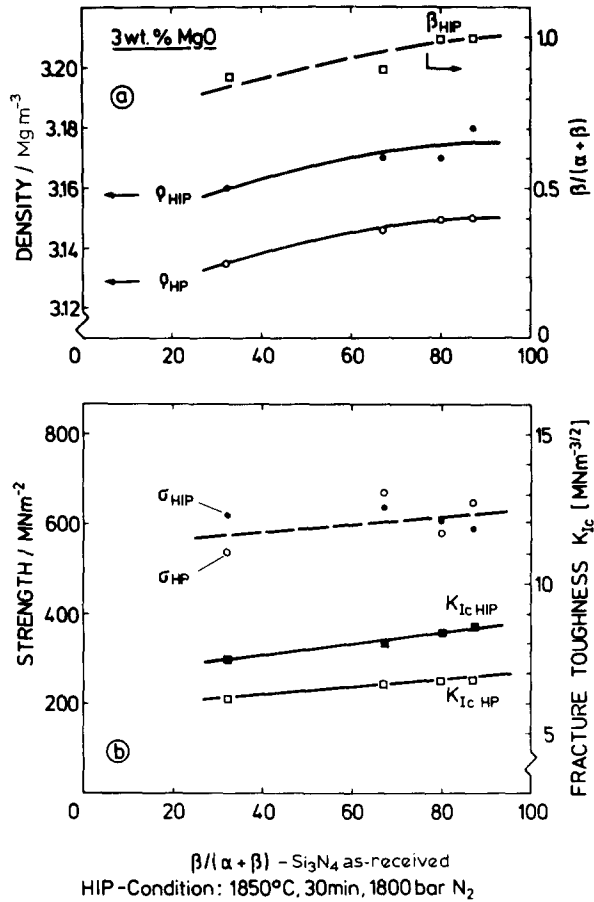 3wt.% MgO
β_HIP
ⓐ
DENSITY / Mg m⁻³
3.20
3.18
3.16
3.14
3.12
ρ_HIP
ρ_HP
1.0
0.5
0
β/(α+β)
0 20 40 60 80 100
STRENGTH / MNm⁻²
800
600
400
200
0
σ_HIP
σ_HP
K_Ic HIP
K_Ic HP
ⓑ
15
10
5
FRACTURE TOUGHNESS K_Ic [MNm⁻³/²]
0 20 40 60 80 100
β/(α+β) – Si₃N₄ as-received
HIP-Condition: 1850°C, 30min, 1800 bar N₂